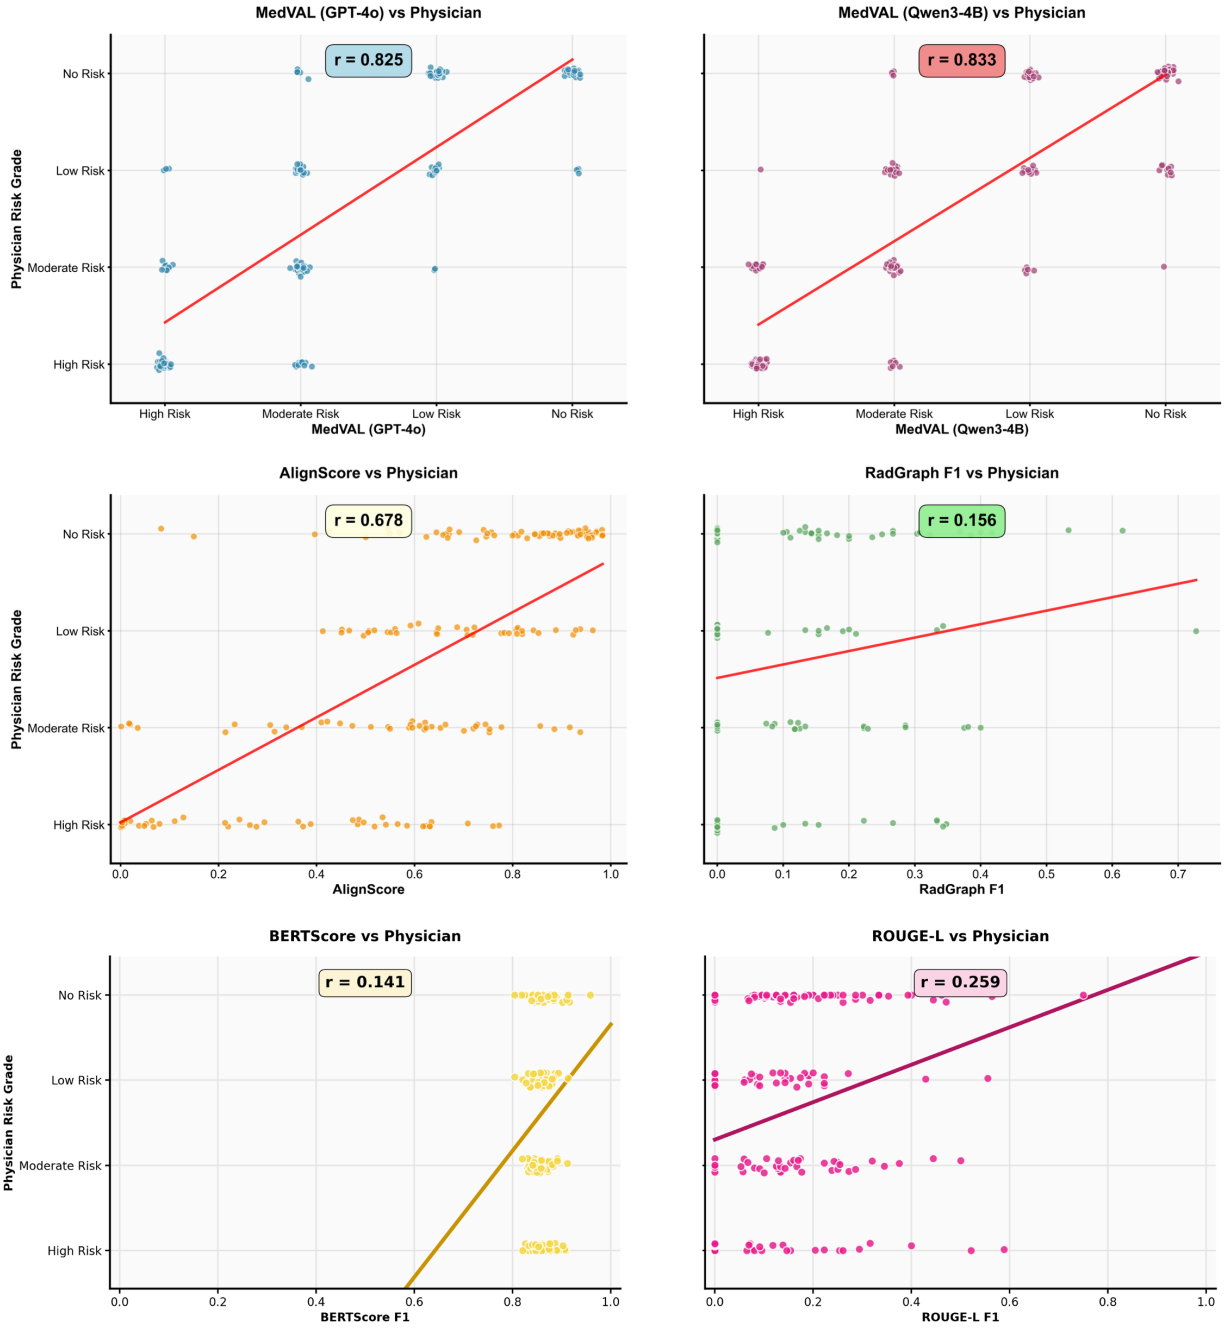 MedVAL (GPT-4o) vs Physician
r = 0.825
Physician Risk Grade
No Risk
Low Risk
Moderate Risk
High Risk
High Risk
Moderate Risk
Low Risk
No Risk
MedVAL (GPT-4o)
MedVAL (Qwen3-4B) vs Physician
r = 0.833
High Risk
Moderate Risk
Low Risk
No Risk
MedVAL (Qwen3-4B)
AlignScore vs Physician
r = 0.678
Physician Risk Grade
No Risk
Low Risk
Moderate Risk
High Risk
0.0 0.2 0.4 0.6 0.8 1.0
AlignScore
RadGraph F1 vs Physician
r = 0.156
0.0 0.1 0.2 0.3 0.4 0.5 0.6 0.7
RadGraph F1
BERTScore vs Physician
r = 0.141
Physician Risk Grade
No Risk
Low Risk
Moderate Risk
High Risk
0.0 0.2 0.4 0.6 0.8 1.0
BERTScore F1
ROUGE-L vs Physician
r = 0.259
0.0 0.2 0.4 0.6 0.8 1.0
ROUGE-L F1